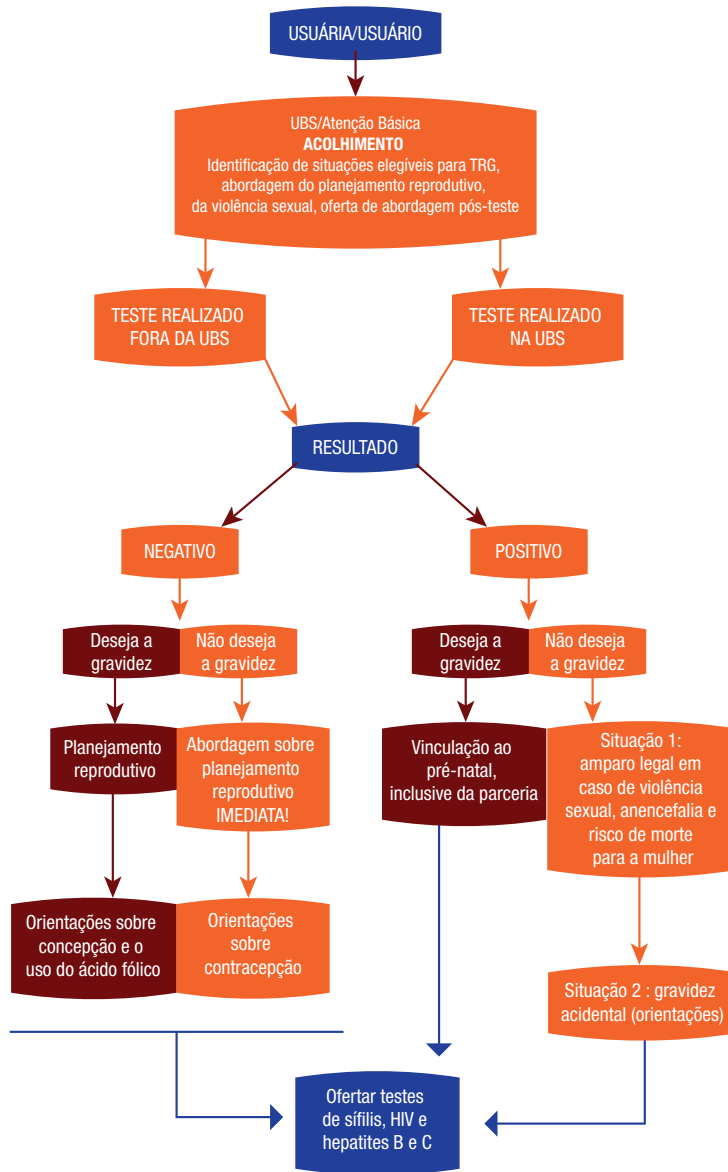 USUÁRIA/USUÁRIO
UBS/Atenção Básica
ACOLHIMENTO
Identificação de situações elegíveis para TRG,
abordagem do planejamento reprodutivo,
da violência sexual, oferta de abordagem pós-teste
TESTE REALIZADO
FORA DA UBS
TESTE REALIZADO
NA UBS
RESULTADO
NEGATIVO
POSITIVO
Deseja a
gravidez
Não deseja
a gravidez
Deseja a
gravidez
Não deseja
a gravidez
Planejamento
reprodutivo
Abordagem sobre
planejamento
reprodutivo
IMEDIATA!
Vinculação ao
pré-natal,
inclusive da parceria
Situação 1:
amparo legal em
caso de violência
sexual, anencefalia e
risco de morte
para a mulher
Orientações sobre
concepção e o
uso do ácido fólico
Orientações
sobre
contracepção
Situação 2 : gravidez
acidental (orientações)
Ofertar testes
de sífilis, HIV e
hepatites B e C